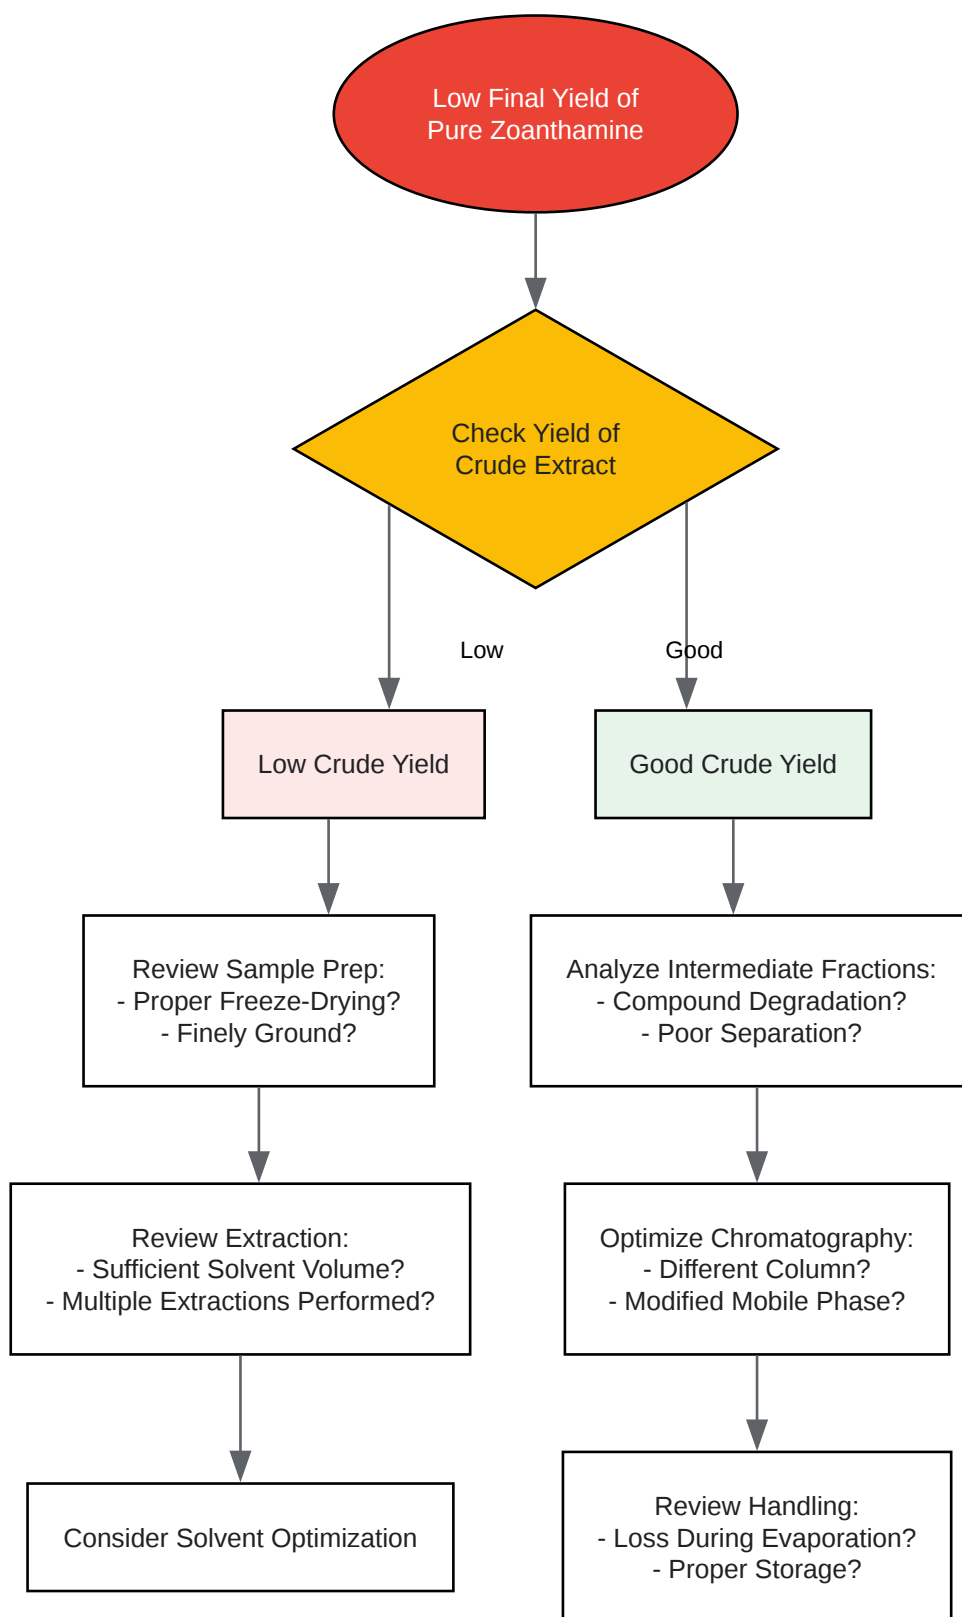 Low Final Yield of
Pure Zoanthamine
Check Yield of
Crude Extract
Low
Good
Low Crude Yield
Good Crude Yield
Review Sample Prep:
- Proper Freeze-Drying?
- Finely Ground?
Analyze Intermediate Fractions:
- Compound Degradation?
- Poor Separation?
Review Extraction:
- Sufficient Solvent Volume?
- Multiple Extractions Performed?
Optimize Chromatography:
- Different Column?
- Modified Mobile Phase?
Consider Solvent Optimization
Review Handling:
- Loss During Evaporation?
- Proper Storage?